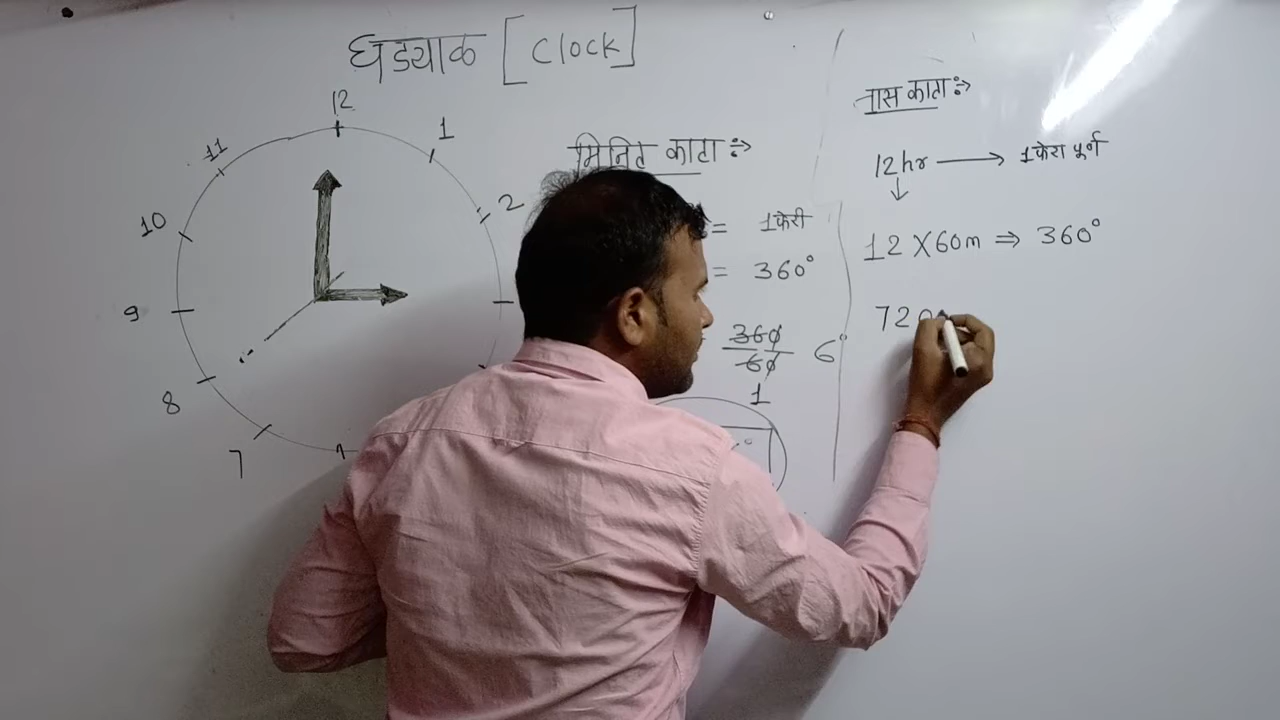 घड्याळ [Clock]
12
11
1
10
2
9
8
7
मिनिट काटा :→
= 1 फेरी
= 360°
360
60
6°
1
तास काटा :→
12 hr → 1 फेरा पूर्ण
↓
12 X 60m ⇒ 360°
720